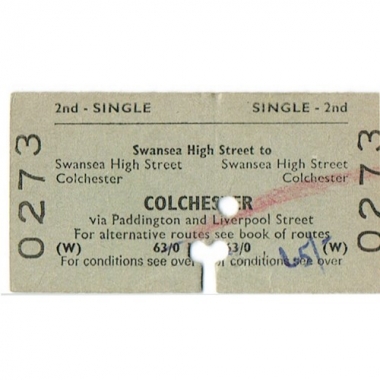 2nd - SINGLE SINGLE - 2nd
Swansea High Street to
Swansea High Street Swansea High Street
Colchester Colchester
COLCHESTER
via Paddington and Liverpool Street
For alternative routes see book of routes
(W) 63/0 63/0 (W)
For conditions see over For conditions see over
0273
0273